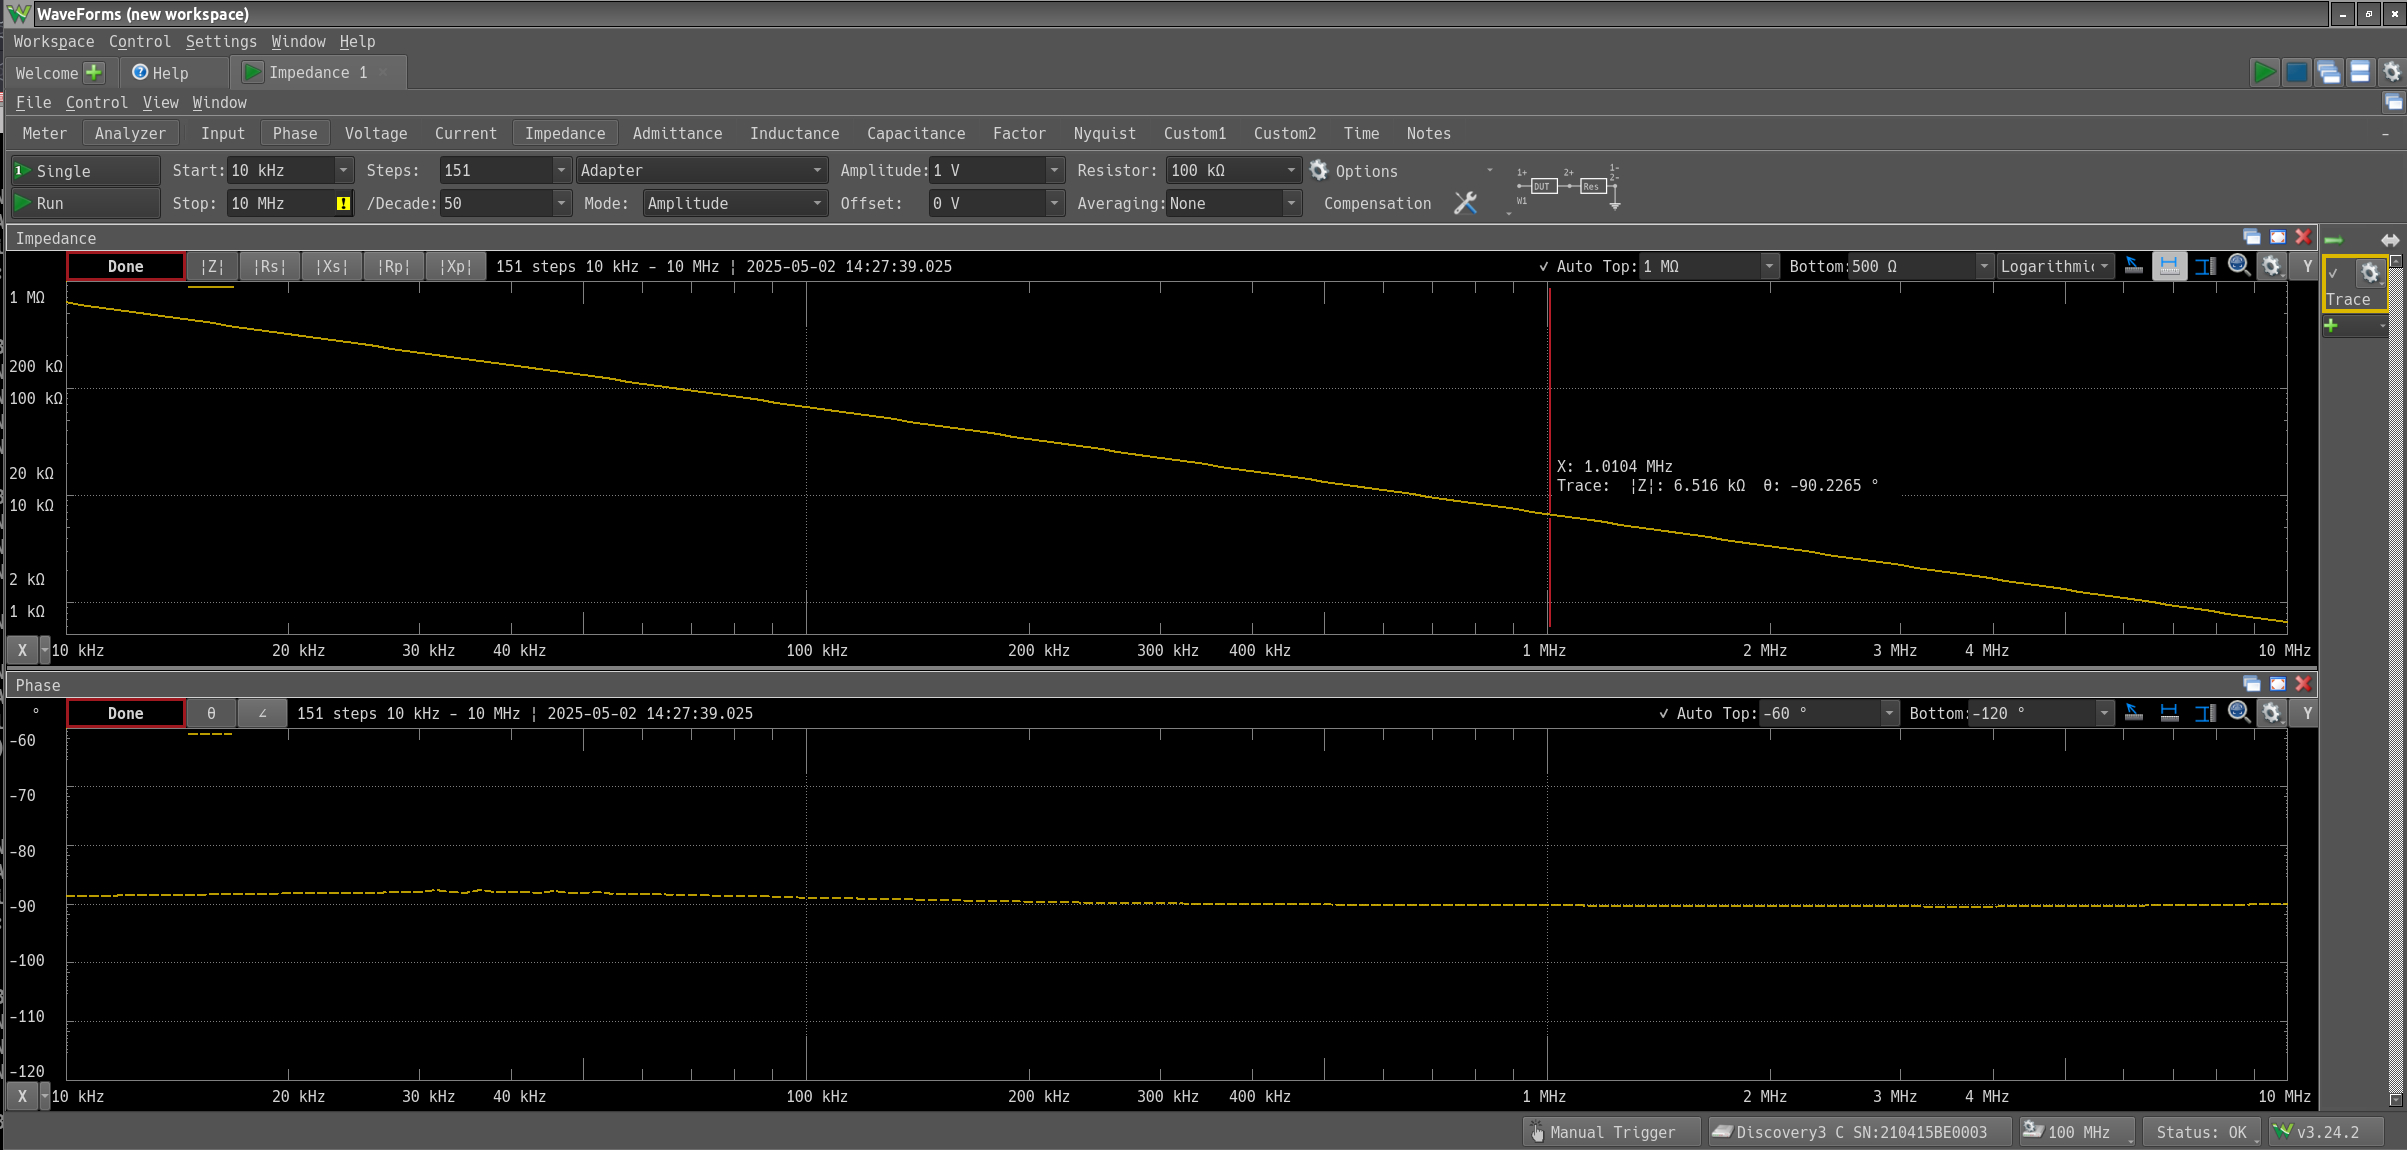 WaveForms (new workspace)
Workspace Control Settings Window Help
Welcome Help Impedance 1
File Control View Window
Meter Analyzer Input Phase Voltage Current Impedance Admittance Inductance Capacitance Factor Nyquist Custom1 Custom2 Time Notes
1 Single Start: 10 kHz Steps: 151 Adapter Amplitude: 1 V Resistor: 100 kΩ Options
Run Stop: 10 MHz ! /Decade: 50 Mode: Amplitude Offset: 0 V Averaging: None Compensation
1+ DUT W1 2+ Res 1- 2-
Impedance
Done ¦Z¦ ¦Rs¦ ¦Xs¦ ¦Rp¦ ¦Xp¦ 151 steps 10 kHz - 10 MHz ¦ 2025-05-02 14:27:39.025 ✓ Auto Top: 1 MΩ Bottom: 500 Ω Logarithmic Y
✓ Trace
1 MΩ
200 kΩ
100 kΩ
20 kΩ
10 kΩ
2 kΩ
1 kΩ
X: 1.0104 MHz
Trace: ¦Z¦: 6.516 kΩ θ: -90.2265 °
X 10 kHz 20 kHz 30 kHz 40 kHz 100 kHz 200 kHz 300 kHz 400 kHz 1 MHz 2 MHz 3 MHz 4 MHz 10 MHz
Phase
° Done θ ∠ 151 steps 10 kHz - 10 MHz ¦ 2025-05-02 14:27:39.025 ✓ Auto Top: -60 ° Bottom: -120 ° Y
-60
-70
-80
-90
-100
-110
-120
X 10 kHz 20 kHz 30 kHz 40 kHz 100 kHz 200 kHz 300 kHz 400 kHz 1 MHz 2 MHz 3 MHz 4 MHz 10 MHz
Manual Trigger Discovery3 C SN:210415BE0003 100 MHz Status: OK v3.24.2